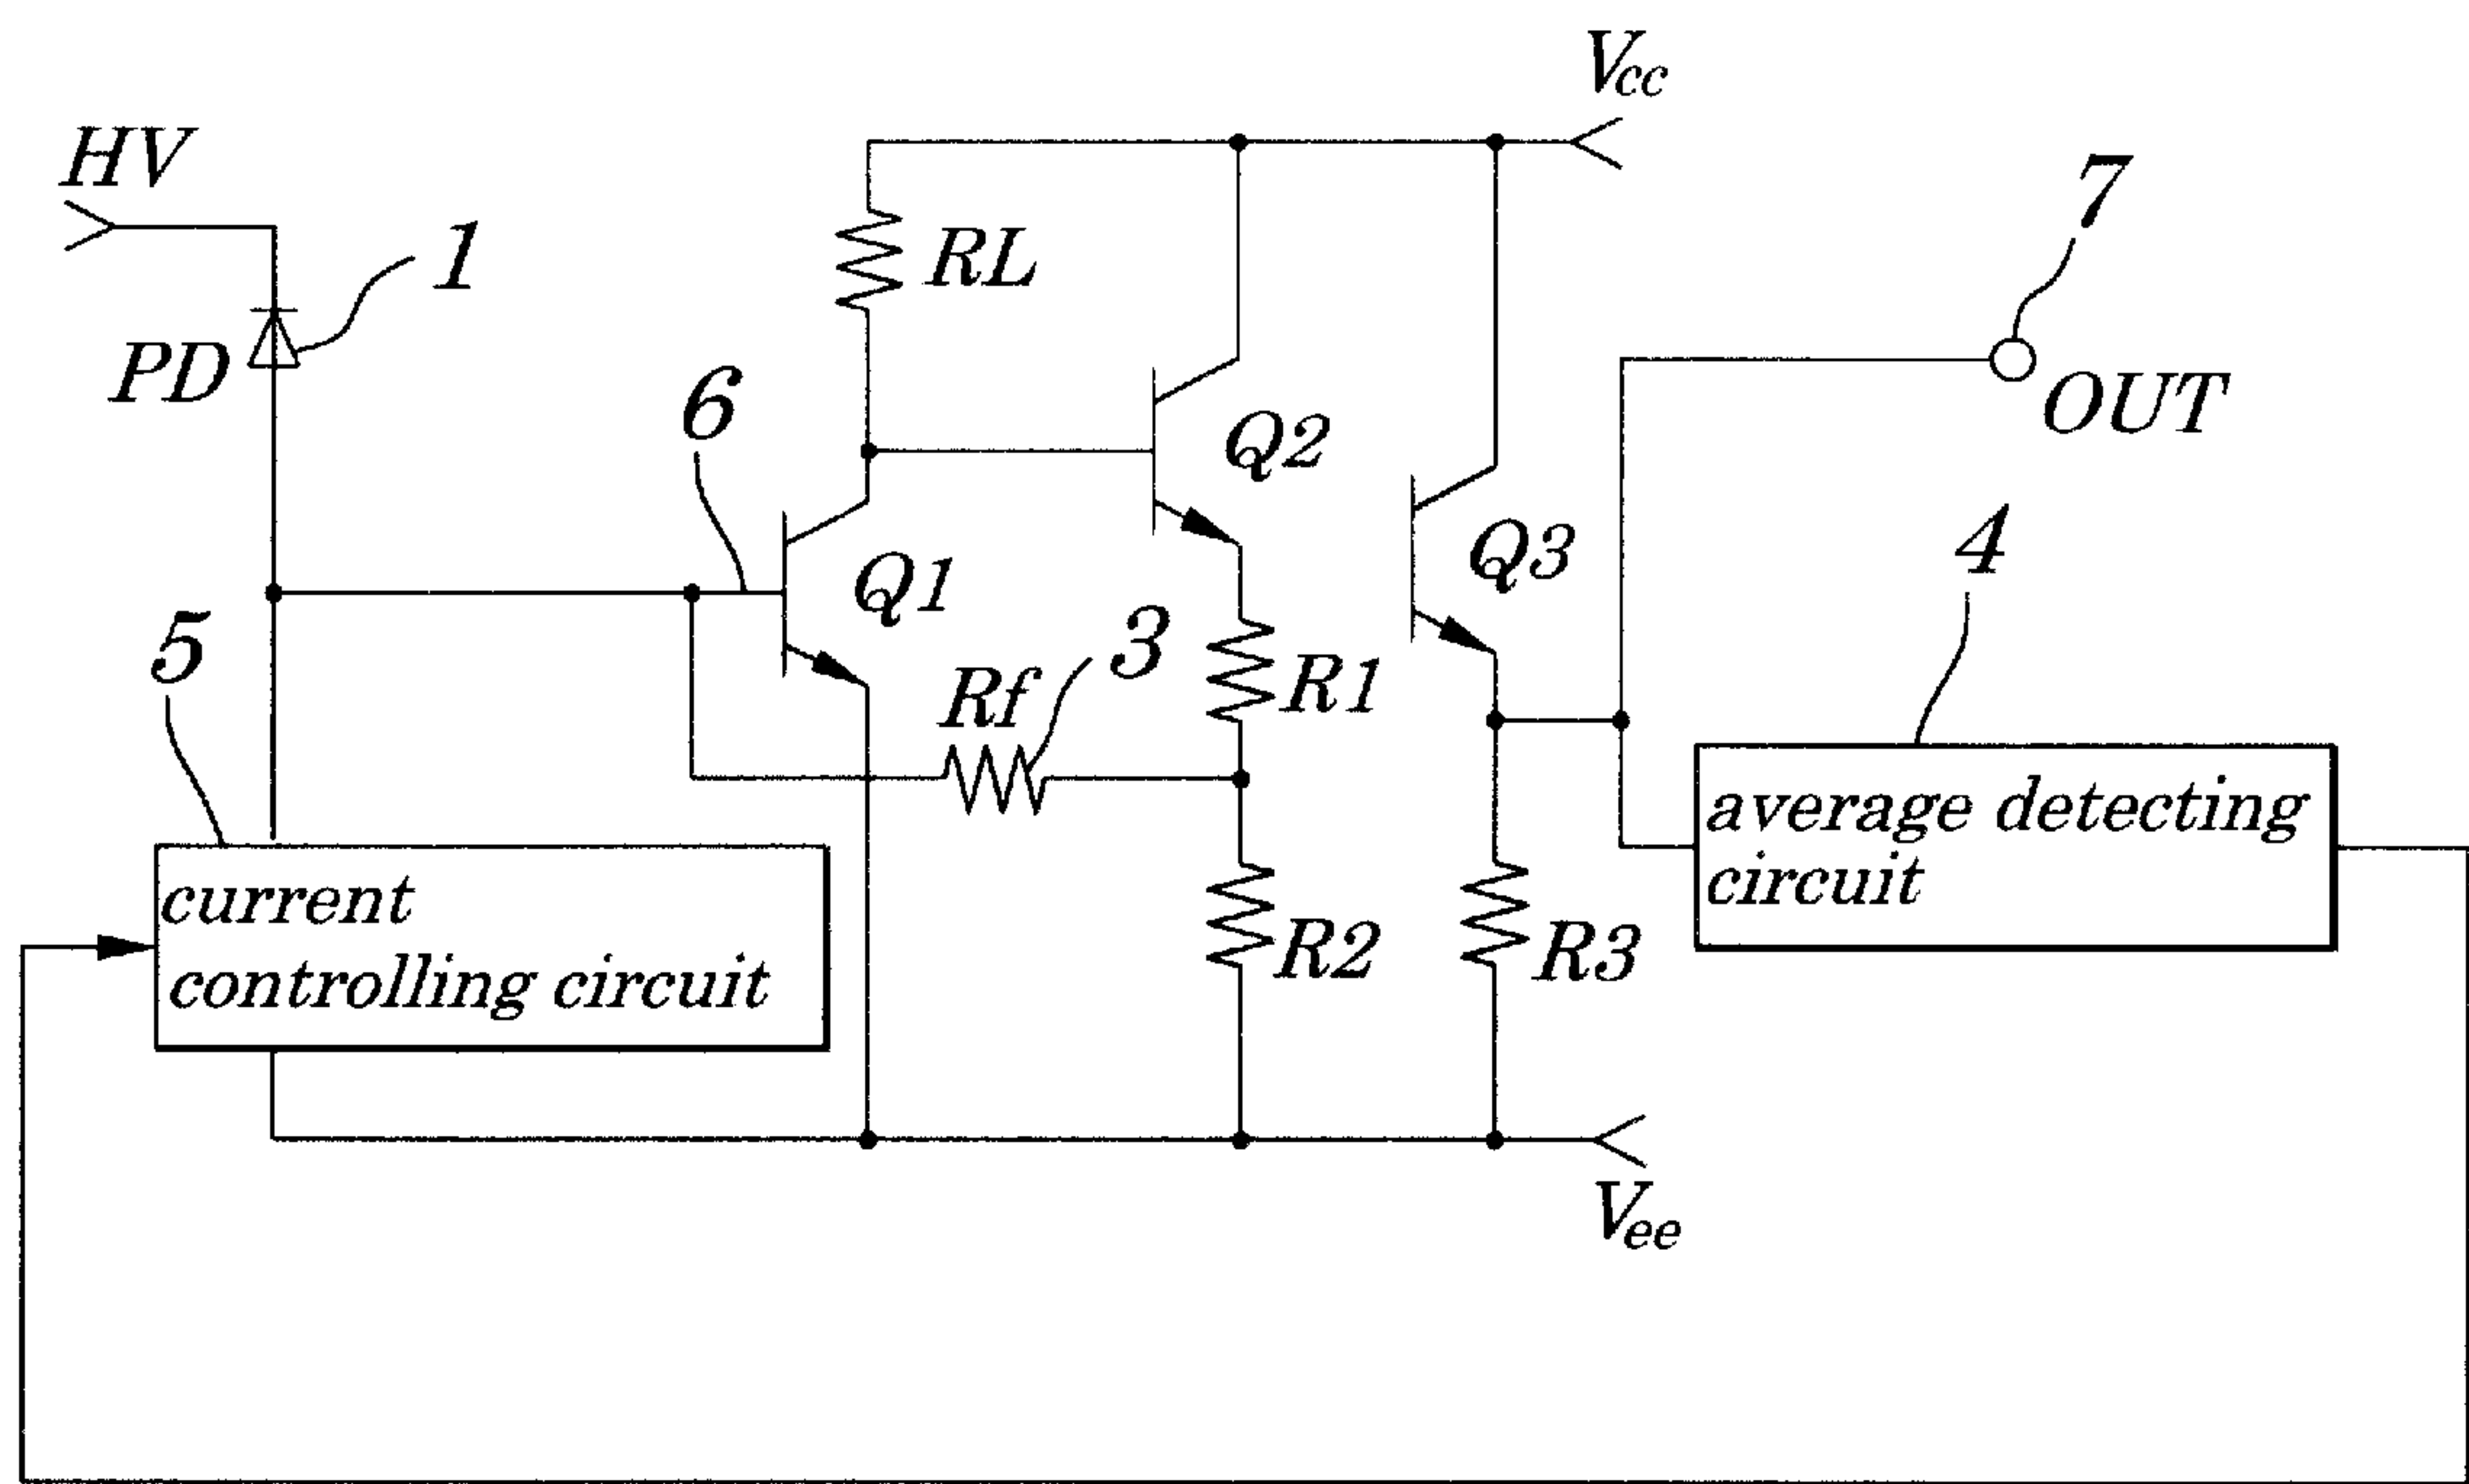 Vcc
HV
7
1
RL
PD
6
OUT
Q2
4
Q3
Q1
5
3
Rf
R1
average detecting
circuit
current
controlling circuit
R2
R3
Vee